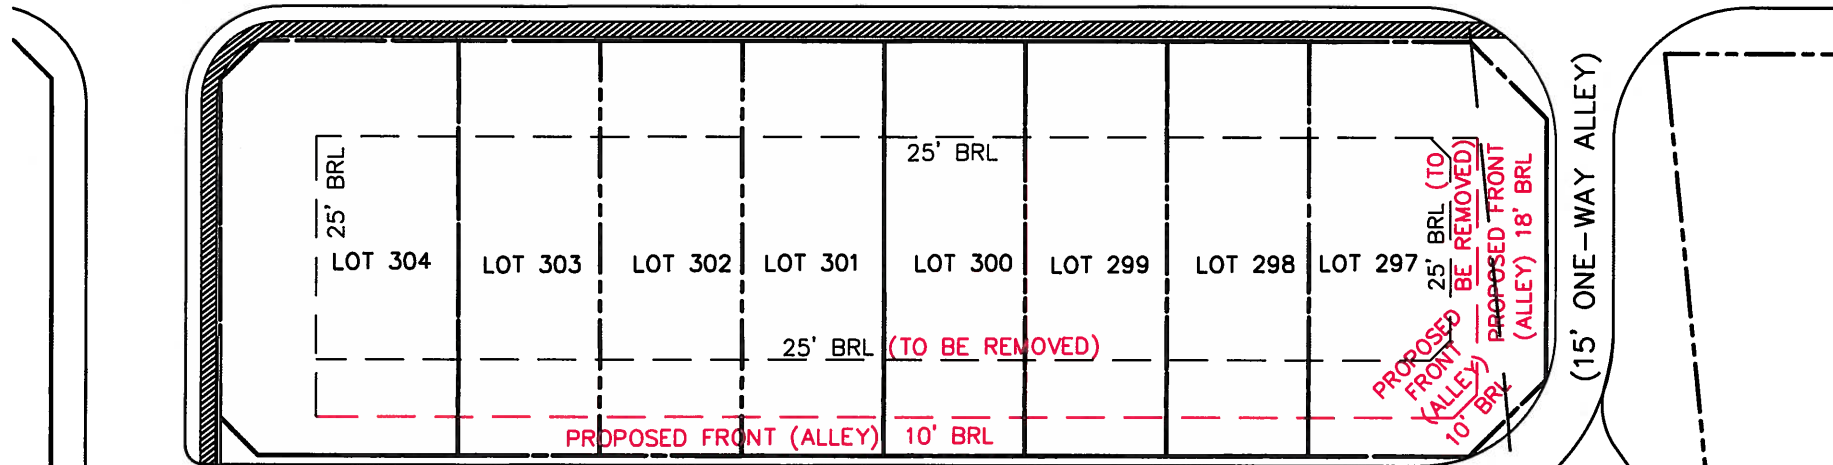 25' BRL
25' BRL
LOT 304
LOT 303
LOT 302
LOT 301
LOT 300
LOT 299
LOT 298
LOT 297
25' BRL (TO
BE REMOVED)
PROPOSED FRONT
(ALLEY) 18' BRL
(15' ONE-WAY ALLEY)
25' BRL (TO BE REMOVED)
PROPOSED
FRONT
(ALLEY)
10' BRL
PROPOSED FRONT (ALLEY) 10' BRL